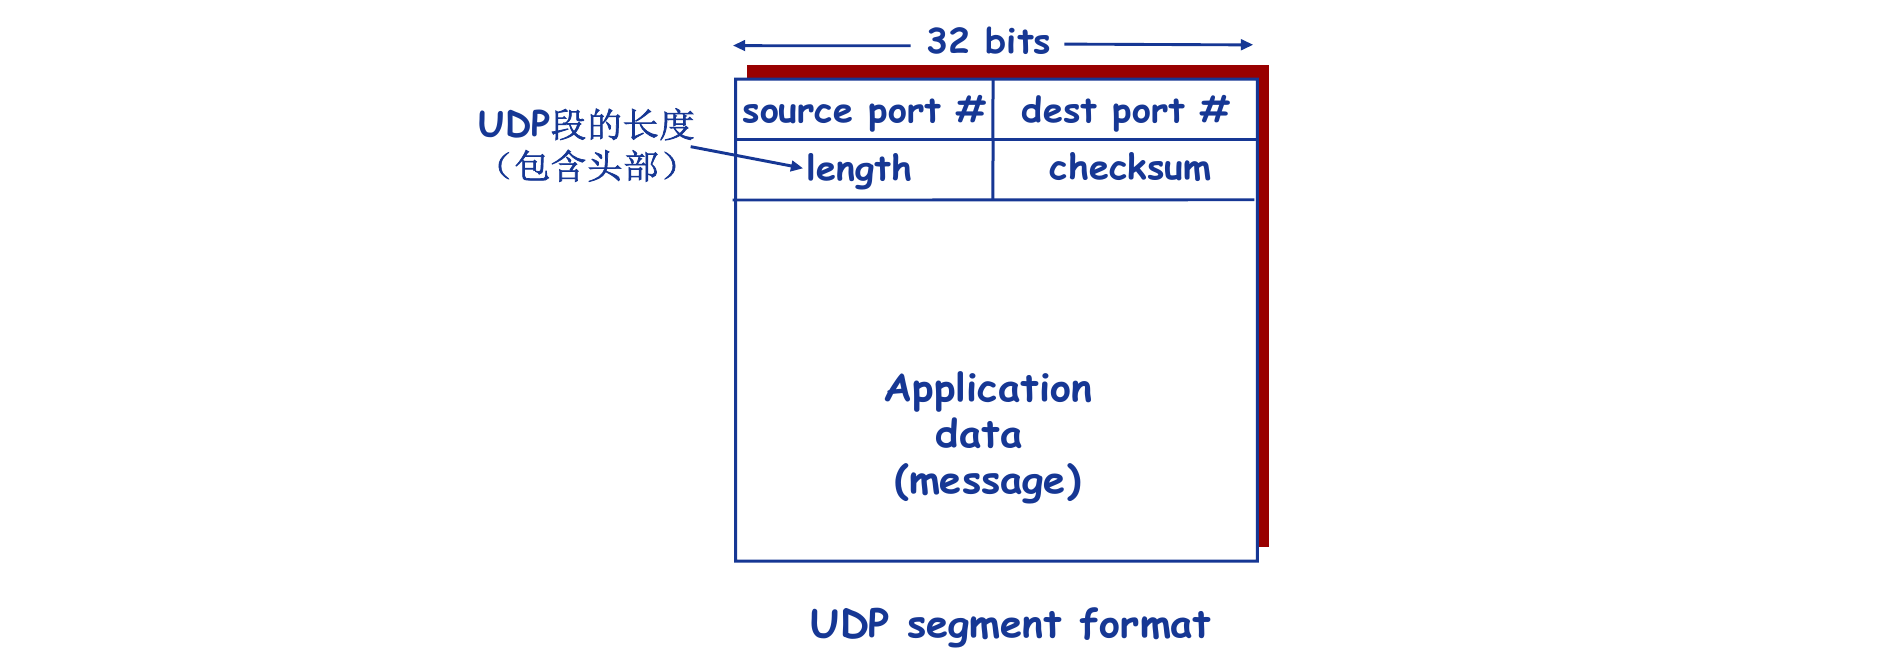 32 bits
source port #
dest port #
UDP段的长度
（包含头部）
length
checksum
Application
data
(message)
UDP segment format